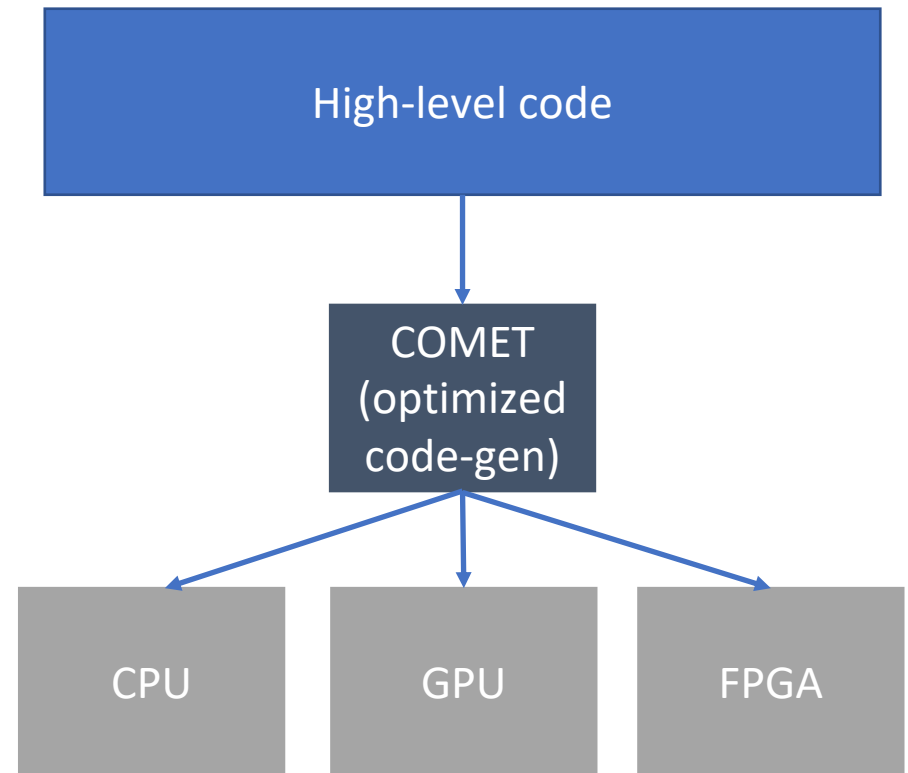 High-level code
COMET
(optimized
code-gen)
CPU
GPU
FPGA